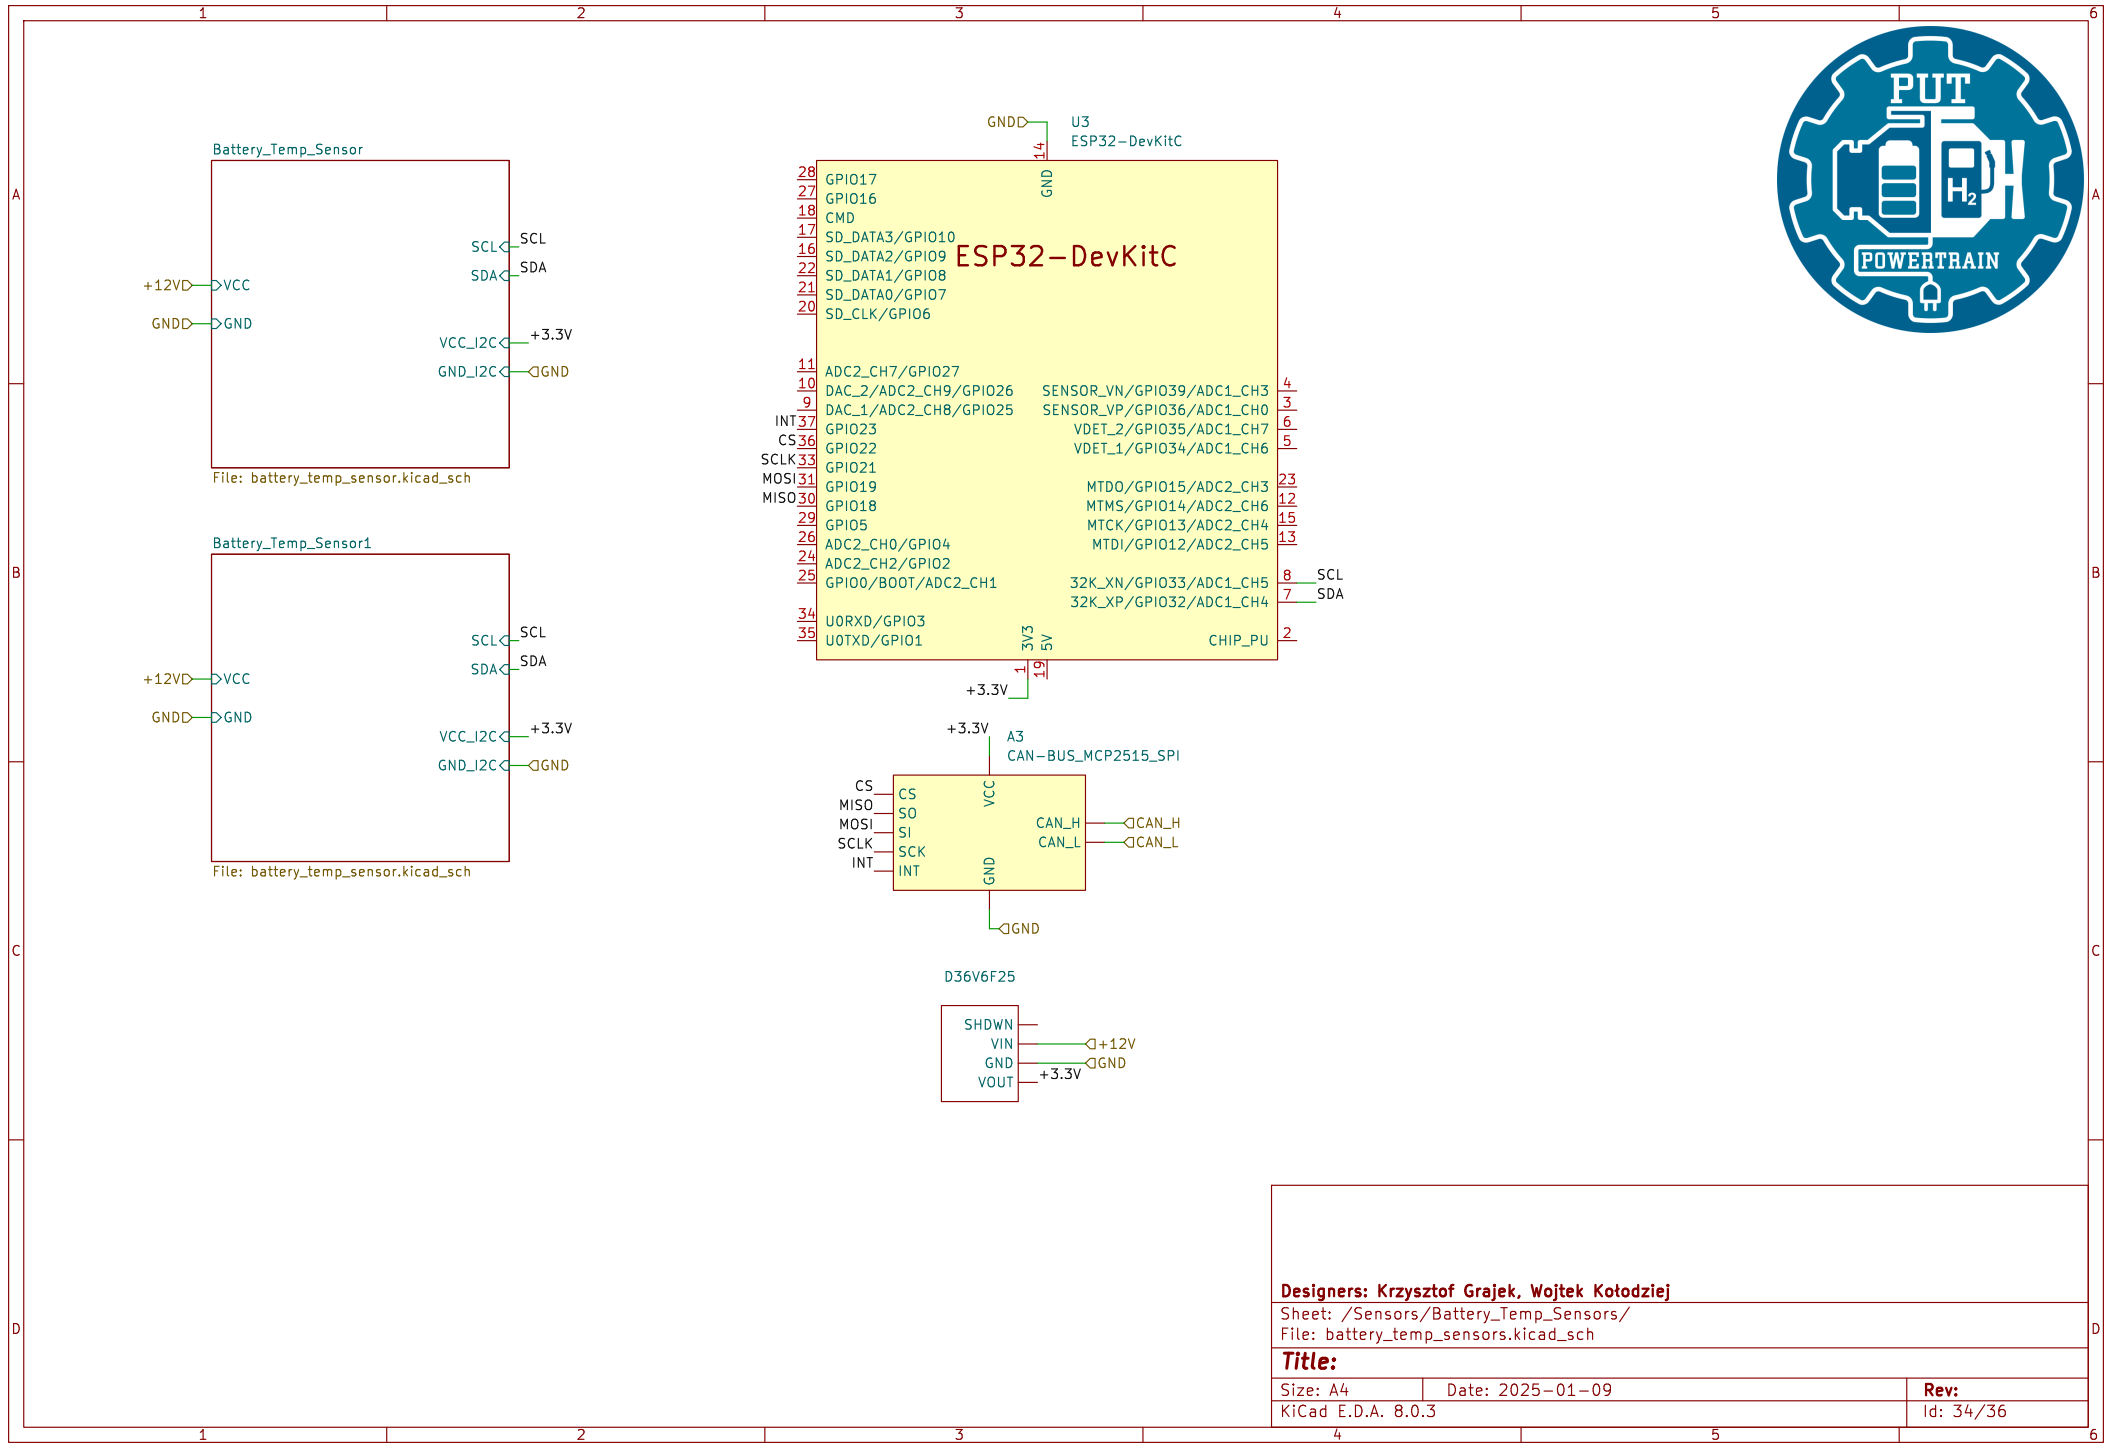 1 2 3 4 5 6
A
B
C
D
PUT
H2
POWERTRAIN
A
B
C
D
Battery_Temp_Sensor
SCL SCL
SDA SDA
+12V VCC
GND GND
VCC_I2C +3.3V
GND_I2C GND
File: battery_temp_sensor.kicad_sch
Battery_Temp_Sensor1
SCL SCL
SDA SDA
+12V VCC
GND GND
VCC_I2C +3.3V
GND_I2C GND
File: battery_temp_sensor.kicad_sch
GND
U3
ESP32-DevKitC
14
GND
ESP32-DevKitC
28 GPIO17
27 GPIO16
18 CMD
17 SD_DATA3/GPIO10
16 SD_DATA2/GPIO9
22 SD_DATA1/GPIO8
21 SD_DATA0/GPIO7
20 SD_CLK/GPIO6
11 ADC2_CH7/GPIO27
10 DAC_2/ADC2_CH9/GPIO26
9 DAC_1/ADC2_CH8/GPIO25
INT 37 GPIO23
CS 36 GPIO22
SCLK 33 GPIO21
MOSI 31 GPIO19
MISO 30 GPIO18
29 GPIO5
26 ADC2_CH0/GPIO4
24 ADC2_CH2/GPIO2
25 GPIO0/BOOT/ADC2_CH1
34 U0RXD/GPIO3
35 U0TXD/GPIO1
SENSOR_VN/GPIO39/ADC1_CH3 4
SENSOR_VP/GPIO36/ADC1_CH0 3
VDET_2/GPIO35/ADC1_CH7 6
VDET_1/GPIO34/ADC1_CH6 5
MTDO/GPIO15/ADC2_CH3 23
MTMS/GPIO14/ADC2_CH6 12
MTCK/GPIO13/ADC2_CH4 15
MTDI/GPIO12/ADC2_CH5 13
32K_XN/GPIO33/ADC1_CH5 8 SCL
32K_XP/GPIO32/ADC1_CH4 7 SDA
CHIP_PU 2
3V3 5V
1 19
+3.3V
+3.3V
A3
CAN-BUS_MCP2515_SPI
VCC
CS CS
MISO SO
MOSI SI
SCLK SCK
INT INT
CAN_H CAN_H
CAN_L CAN_L
GND
GND
D36V6F25
SHDWN
VIN +12V
GND GND
VOUT +3.3V
Designers: Krzysztof Grajek, Wojtek Kołodziej
Sheet: /Sensors/Battery_Temp_Sensors/
File: battery_temp_sensors.kicad_sch
Title:
Size: A4 Date: 2025-01-09 Rev:
KiCad E.D.A. 8.0.3 Id: 34/36
1 2 3 4 5 6